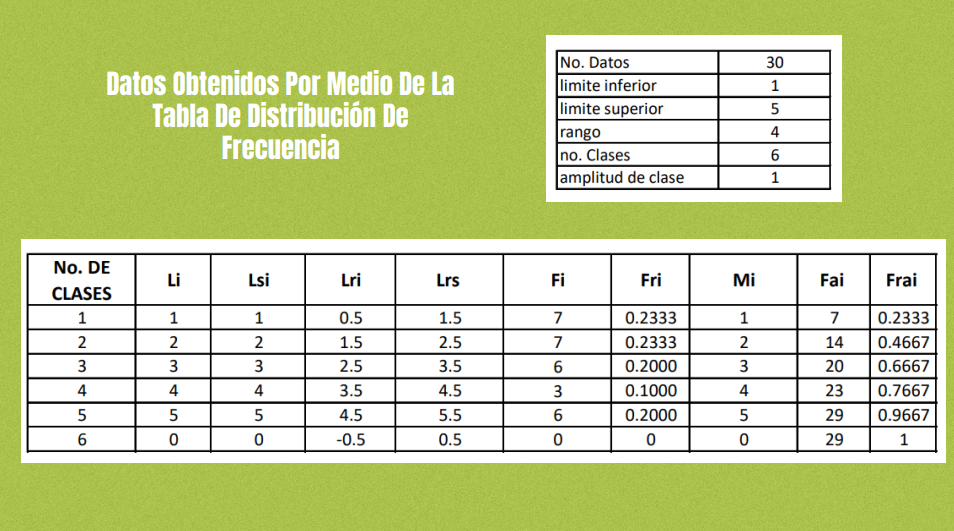 Datos Obtenidos Por Medio De La
Tabla De Distribución De
Frecuencia
No. Datos 30
limite inferior 1
limite superior 5
rango 4
no. Clases 6
amplitud de clase 1
No. DE CLASES Li Lsi Lri Lrs Fi Fri Mi Fai Frai
1 1 1 0.5 1.5 7 0.2333 1 7 0.2333
2 2 2 1.5 2.5 7 0.2333 2 14 0.4667
3 3 3 2.5 3.5 6 0.2000 3 20 0.6667
4 4 4 3.5 4.5 3 0.1000 4 23 0.7667
5 5 5 4.5 5.5 6 0.2000 5 29 0.9667
6 0 0 -0.5 0.5 0 0 0 29 1